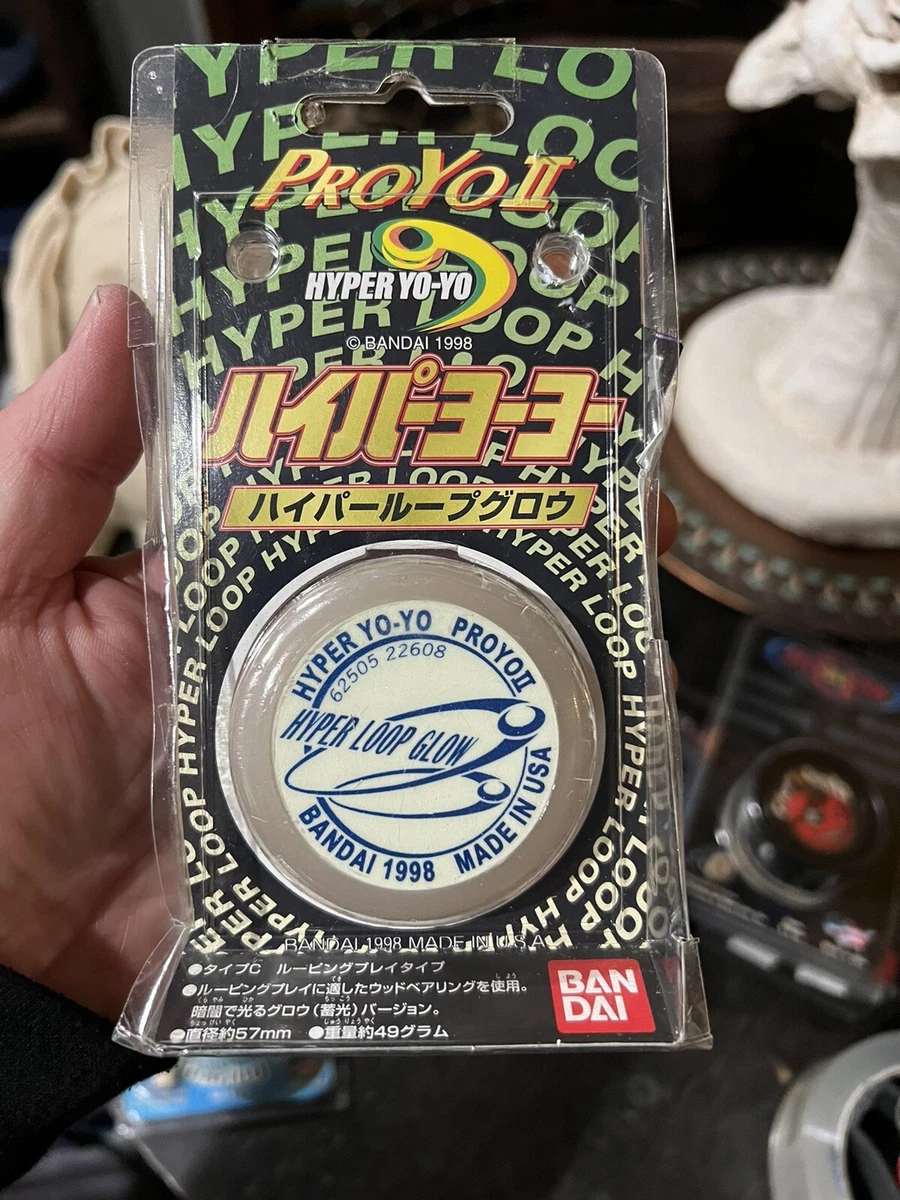 HYPER LOOP
PROYO II
HYPER YO-YO
© BANDAI 1998
ハイパーヨーヨー
ハイパーループグロウ
HYPER YO-YO PROYOII
62505 22608
HYPER LOOP GLOW
BANDAI 1998 MADE IN USA
BANDAI 1998 MADE IN U.S.A
●タイプC ルーピングプレイタイプ
●ルーピングプレイに適したウッドベアリングを使用。
暗闇で光るグロウ(蓄光)バージョン。
直径約57mm ●重量約49グラム
BAN
DAI